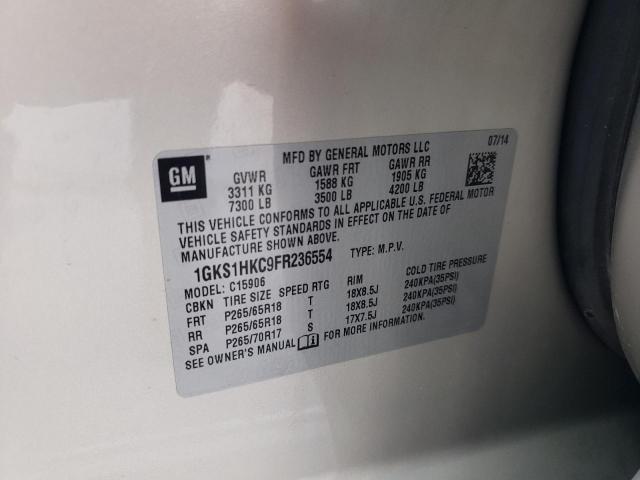 GM
MFD BY GENERAL MOTORS LLC 07/14
GVWR GAWR FRT GAWR RR
3311 KG 1588 KG 1905 KG
7300 LB 3500 LB 4200 LB
THIS VEHICLE CONFORMS TO ALL APPLICABLE U.S. FEDERAL MOTOR
VEHICLE SAFETY STANDARDS IN EFFECT ON THE DATE OF
MANUFACTURE SHOWN ABOVE.
1GKS1HKC9FR236554 TYPE: M.P.V.
MODEL: C15906
CBKN TIRE SIZE SPEED RTG RIM COLD TIRE PRESSURE
FRT P265/65R18 T 18X8.5J 240KPA(35PSI)
RR P265/65R18 T 18X8.5J 240KPA(35PSI)
SPA P265/70R17 S 17X7.5J 240KPA(35PSI)
SEE OWNER'S MANUAL FOR MORE INFORMATION.